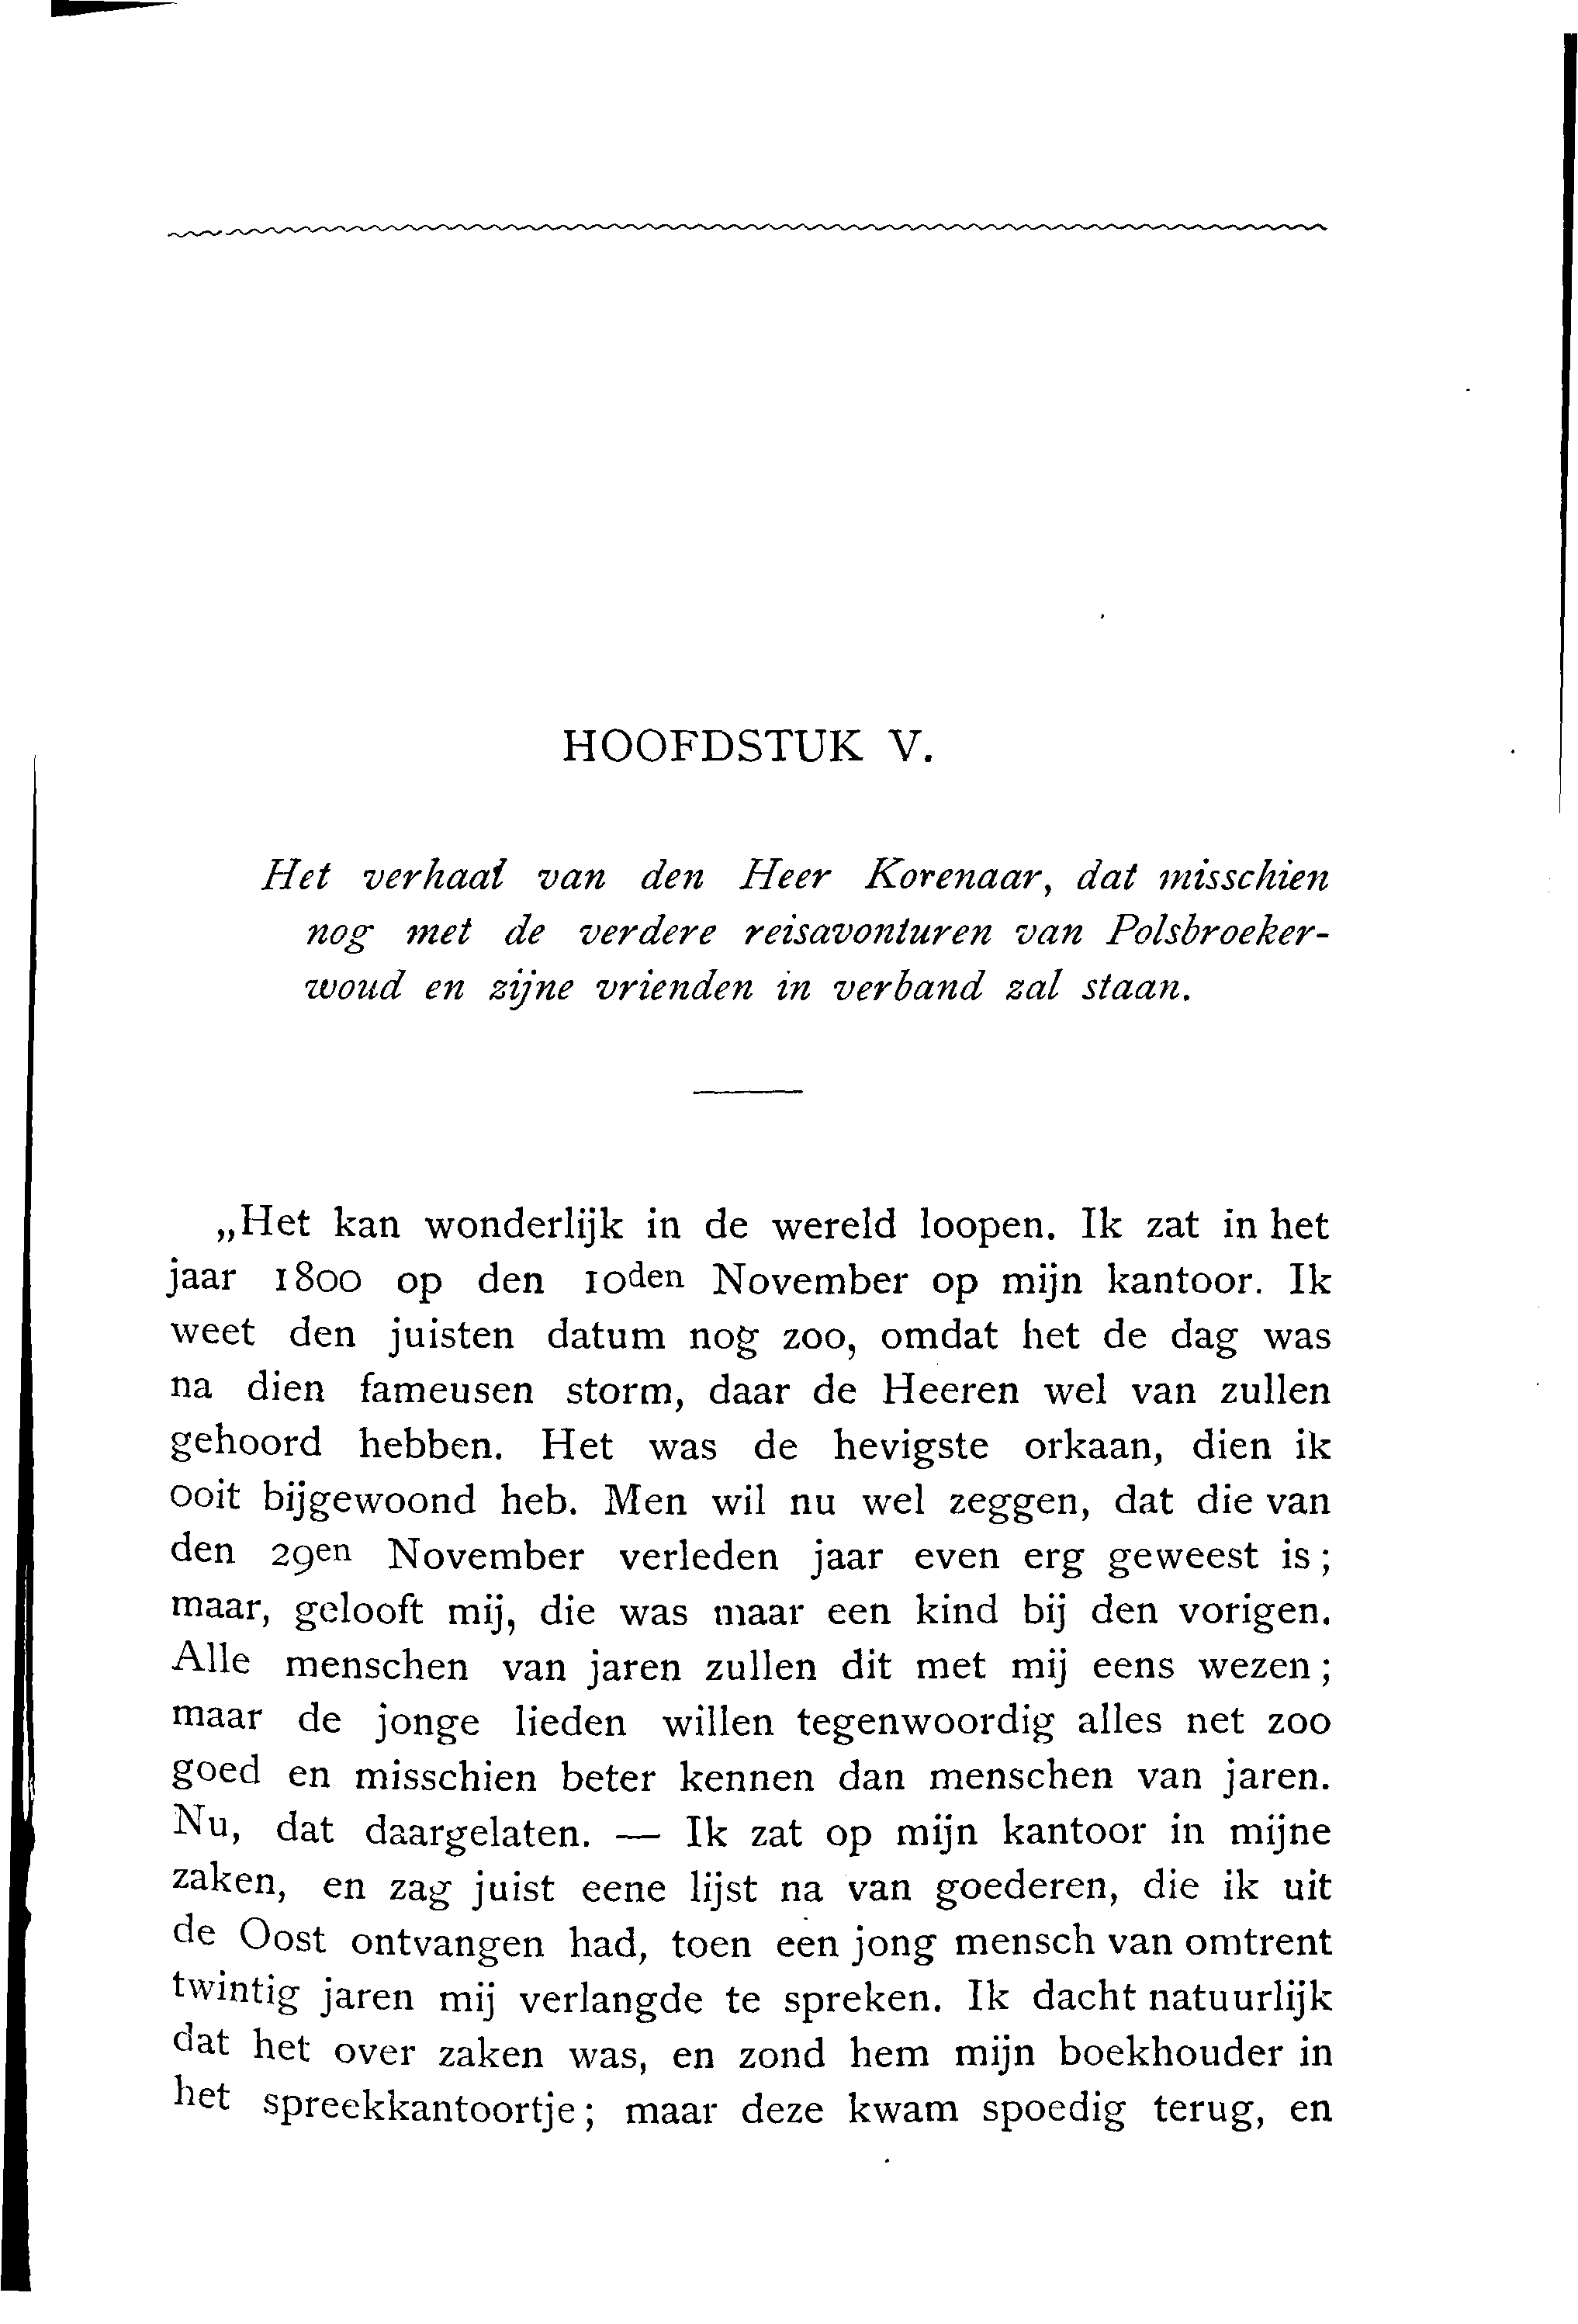 HOOFDSTUK V.
Het verhaal van den Heer Korenaar, dat misschien
nog met de verdere reisavonturen van Polsbroeker-
woud en zijne vrienden in verband zal staan.
„Het kan wonderlijk in de wereld loopen. Ik zat in het
jaar 1800 op den 10den November op mijn kantoor. Ik
weet den juisten datum nog zoo, omdat het de dag was
na dien fameusen storm, daar de Heeren wel van zullen
gehoord hebben. Het was de hevigste orkaan, dien ik
ooit bijgewoond heb. Men wil nu wel zeggen, dat die van
den 29en November verleden jaar even erg geweest is;
maar, gelooft mij, die was maar een kind bij den vorigen.
Alle menschen van jaren zullen dit met mij eens wezen;
maar de jonge lieden willen tegenwoordig alles net zoo
goed en misschien beter kennen dan menschen van jaren.
Nu, dat daargelaten. — Ik zat op mijn kantoor in mijne
zaken, en zag juist eene lijst na van goederen, die ik uit
de Oost ontvangen had, toen een jong mensch van omtrent
twintig jaren mij verlangde te spreken. Ik dacht natuurlijk
dat het over zaken was, en zond hem mijn boekhouder in
het spreekkantoortje; maar deze kwam spoedig terug, en